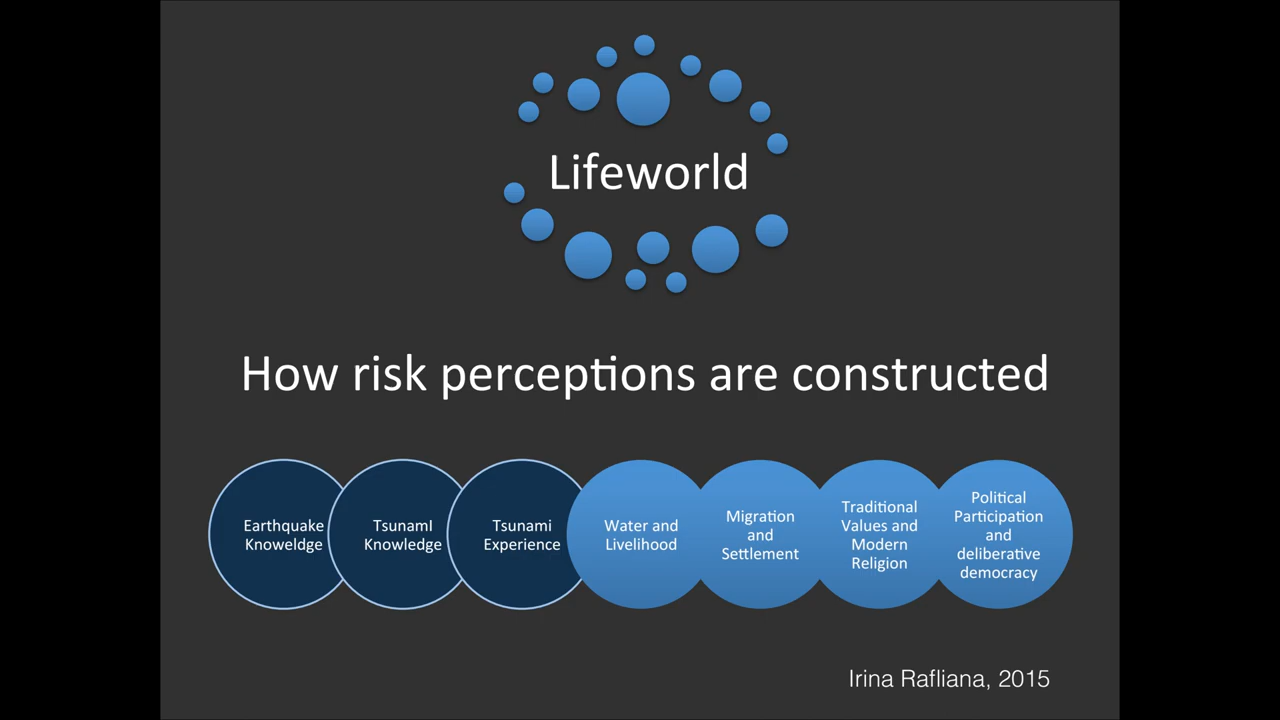 Lifeworld
How risk perceptions are constructed
Earthquake
Knoweldge
TsunamI
Knowledge
Tsunami
Experience
Water and
Livelihood
Migration
and
Settlement
Traditional
Values and
Modern
Religion
Political
Participation
and
deliberative
democracy
Irina Rafliana, 2015